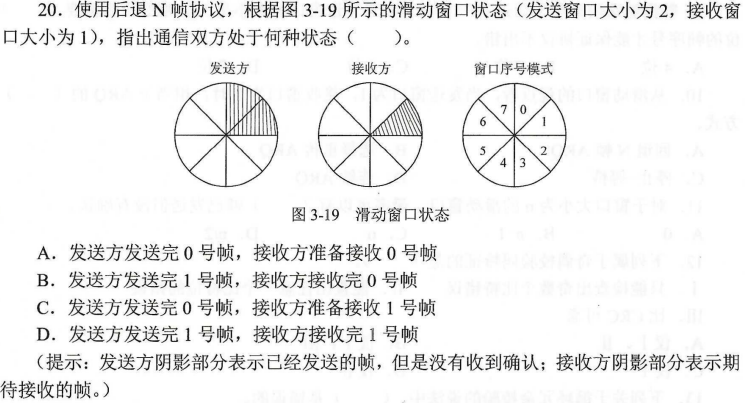 20. 使用后退 N 帧协议，根据图 3-19 所示的滑动窗口状态（发送窗口大小为 2，接收窗
口大小为 1），指出通信双方处于何种状态（　　）。
发送方 接收方 窗口序号模式
7 0
6 1
5 2
4 3
图 3-19 滑动窗口状态
A．发送方发送完 0 号帧，接收方准备接收 0 号帧
B．发送方发送完 1 号帧，接收方接收完 0 号帧
C．发送方发送完 0 号帧，接收方准备接收 1 号帧
D．发送方发送完 1 号帧，接收方接收完 1 号帧
（提示：发送方阴影部分表示已经发送的帧，但是没有收到确认；接收方阴影部分表示期
待接收的帧。）